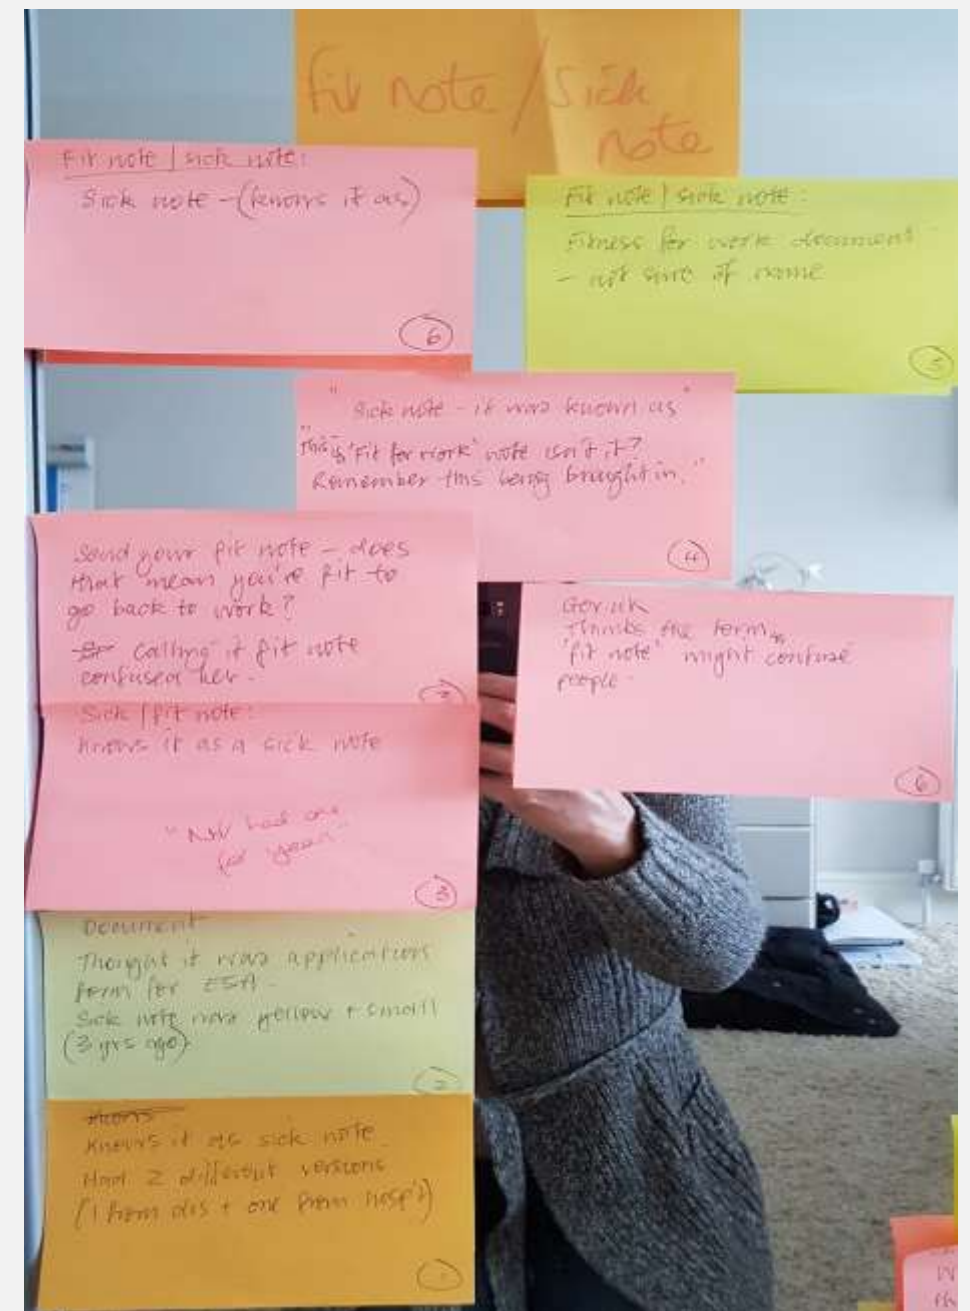 Fit note / Sick
note
Fit note / sick note:
Sick note - (knows it as)
6
Fit note / sick note:
Fitness for work document
- not sure of name
5
"Sick note - it was known as"
"This is 'Fit for work' note isn't it?
Remember this being brought in."
4
Send your fit note - does
that mean you're fit to
go back to work?
calling it fit note
confused her.
Gov.uk
Thinks the term
'fit note' might confuse
people.
6
Sick / fit note:
Knows it as a sick note
"Not had one
for years"
3
Document
Thought it was application
form for ESA.
Sick note was yellow + small
(3 yrs ago)
2
Knows it as sick note.
Had 2 different versions
(1 from drs + one from hosp't)
1
W